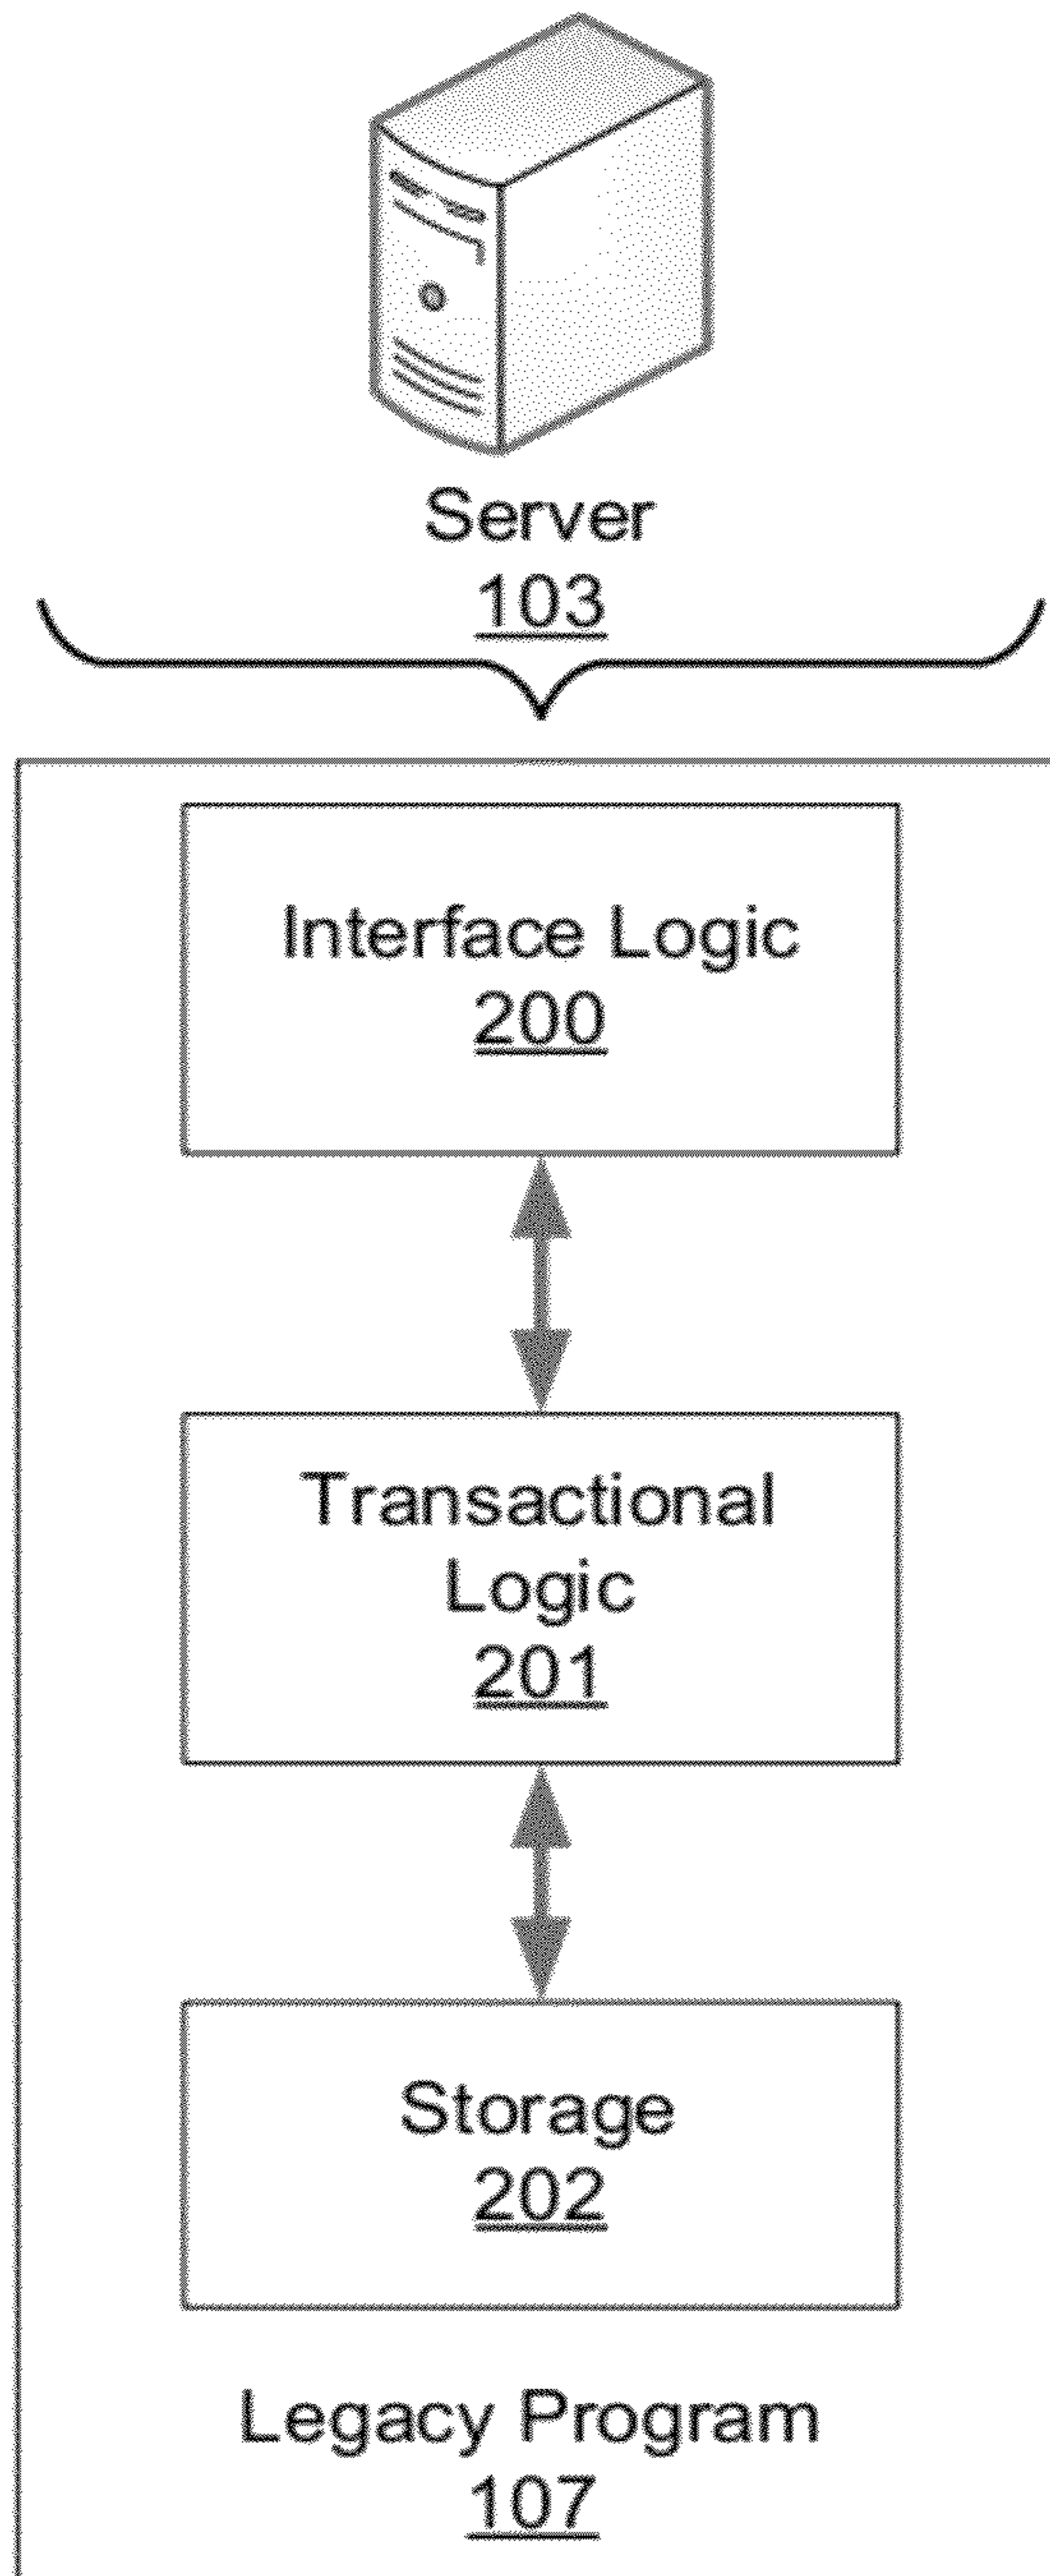 Server
103
Interface Logic
200
Transactional
Logic
201
Storage
202
Legacy Program
107